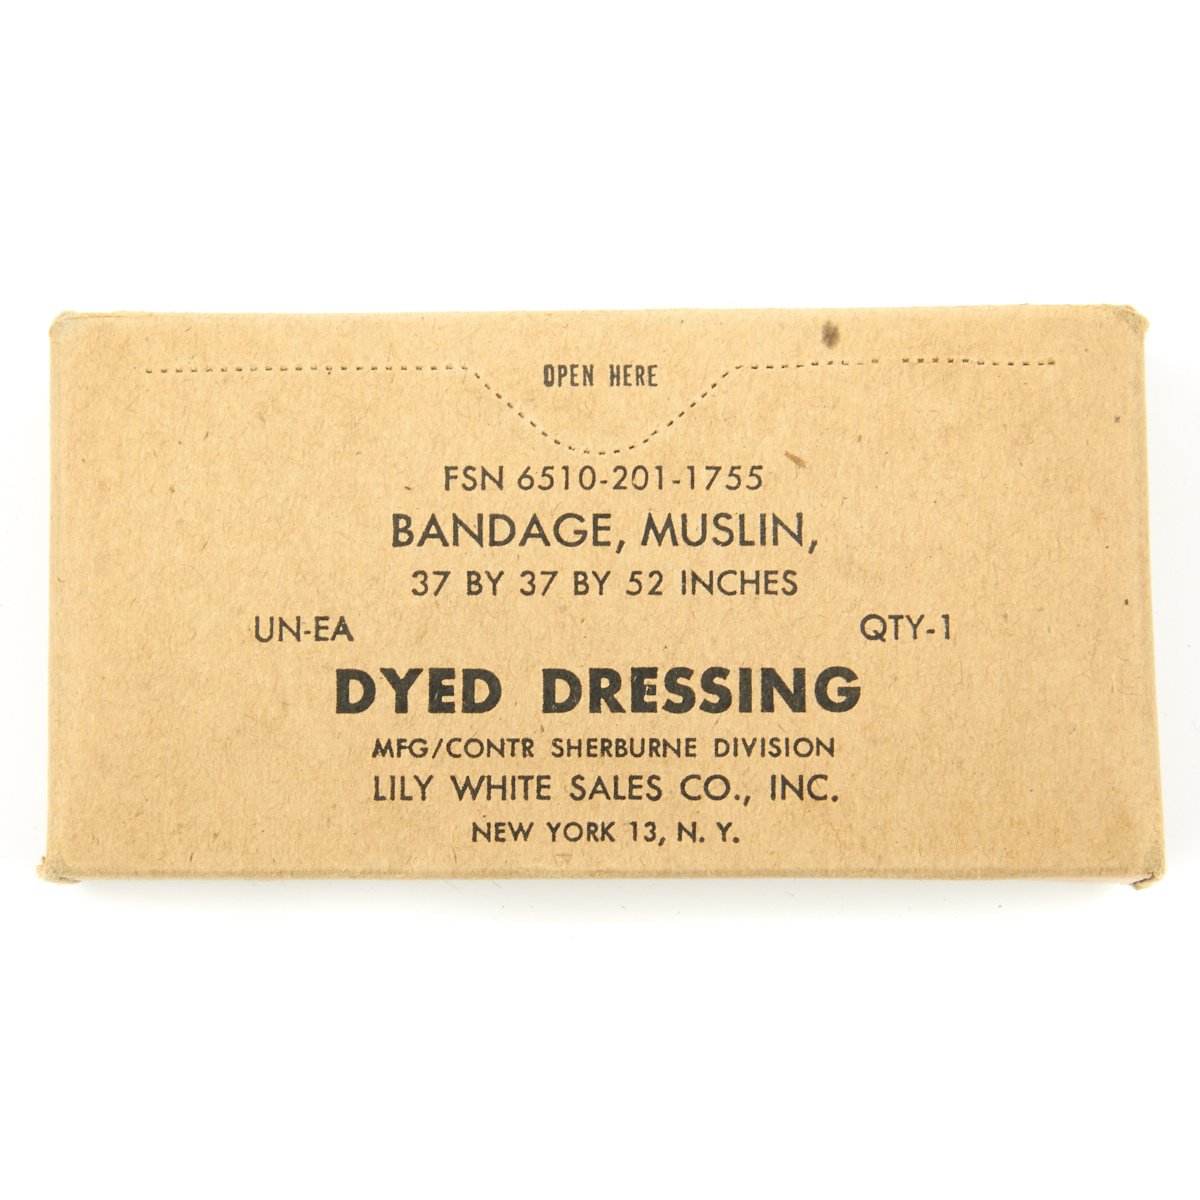 OPEN HERE
FSN 6510-201-1755
BANDAGE, MUSLIN,
37 BY 37 BY 52 INCHES
UN-EA QTY-1
DYED DRESSING
MFG/CONTR SHERBURNE DIVISION
LILY WHITE SALES CO., INC.
NEW YORK 13, N. Y.